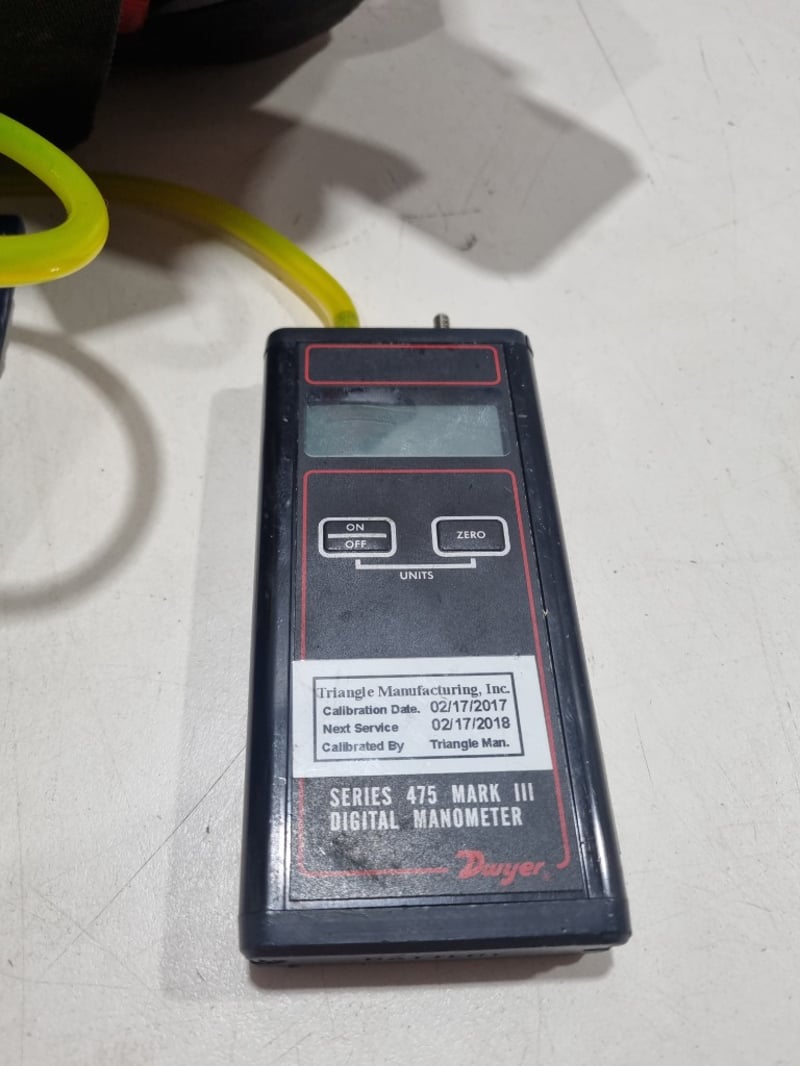 ON
OFF
ZERO
UNITS
Triangle Manufacturing, Inc.
Calibration Date. 02/17/2017
Next Service 02/17/2018
Calibrated By Triangle Man.
SERIES 475 MARK III
DIGITAL MANOMETER
Dwyer